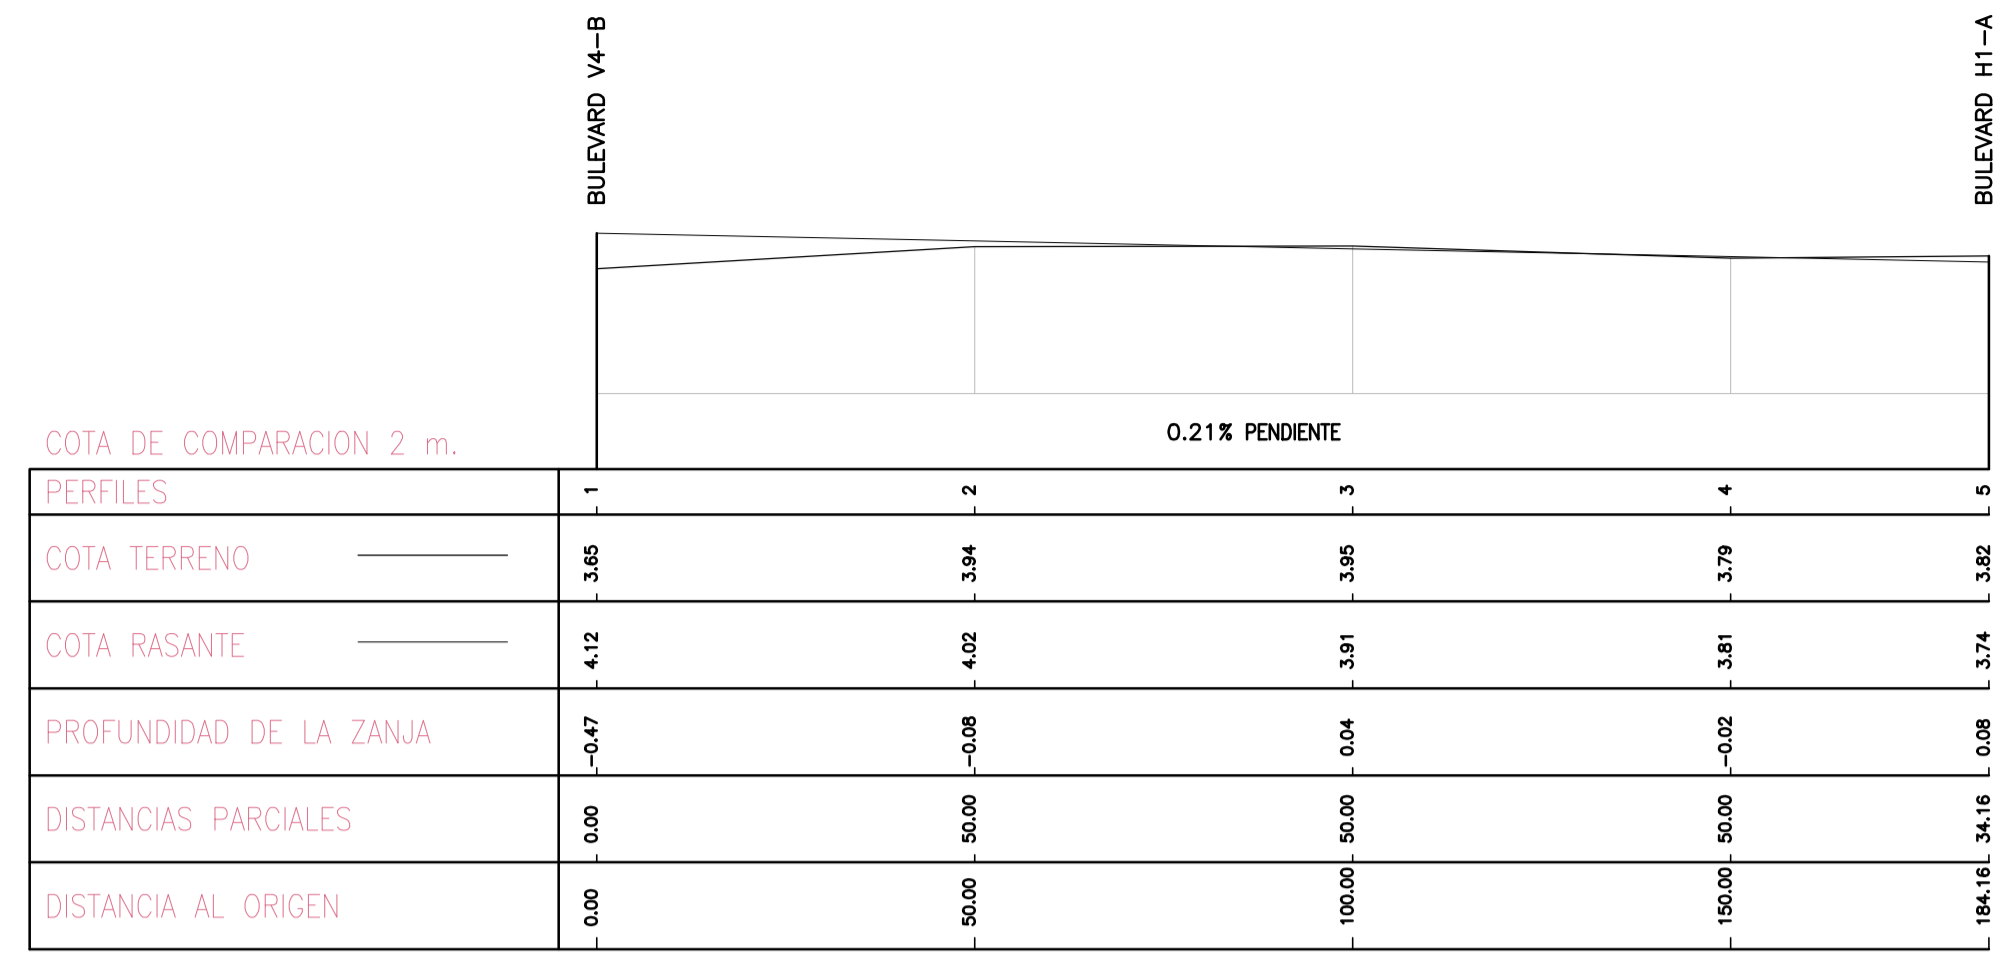 BULEVARD V4-B
BULEVARD H1-A
0.21% PENDIENTE
COTA DE COMPARACION 2 m.
PERFILES 1 2 3 4 5
COTA TERRENO 3.65 3.94 3.95 3.79 3.82
COTA RASANTE 4.12 4.02 3.91 3.81 3.74
PROFUNDIDAD DE LA ZANJA -0.47 -0.08 0.04 -0.02 0.08
DISTANCIAS PARCIALES 0.00 50.00 50.00 50.00 34.16
DISTANCIA AL ORIGEN 0.00 50.00 100.00 150.00 184.16